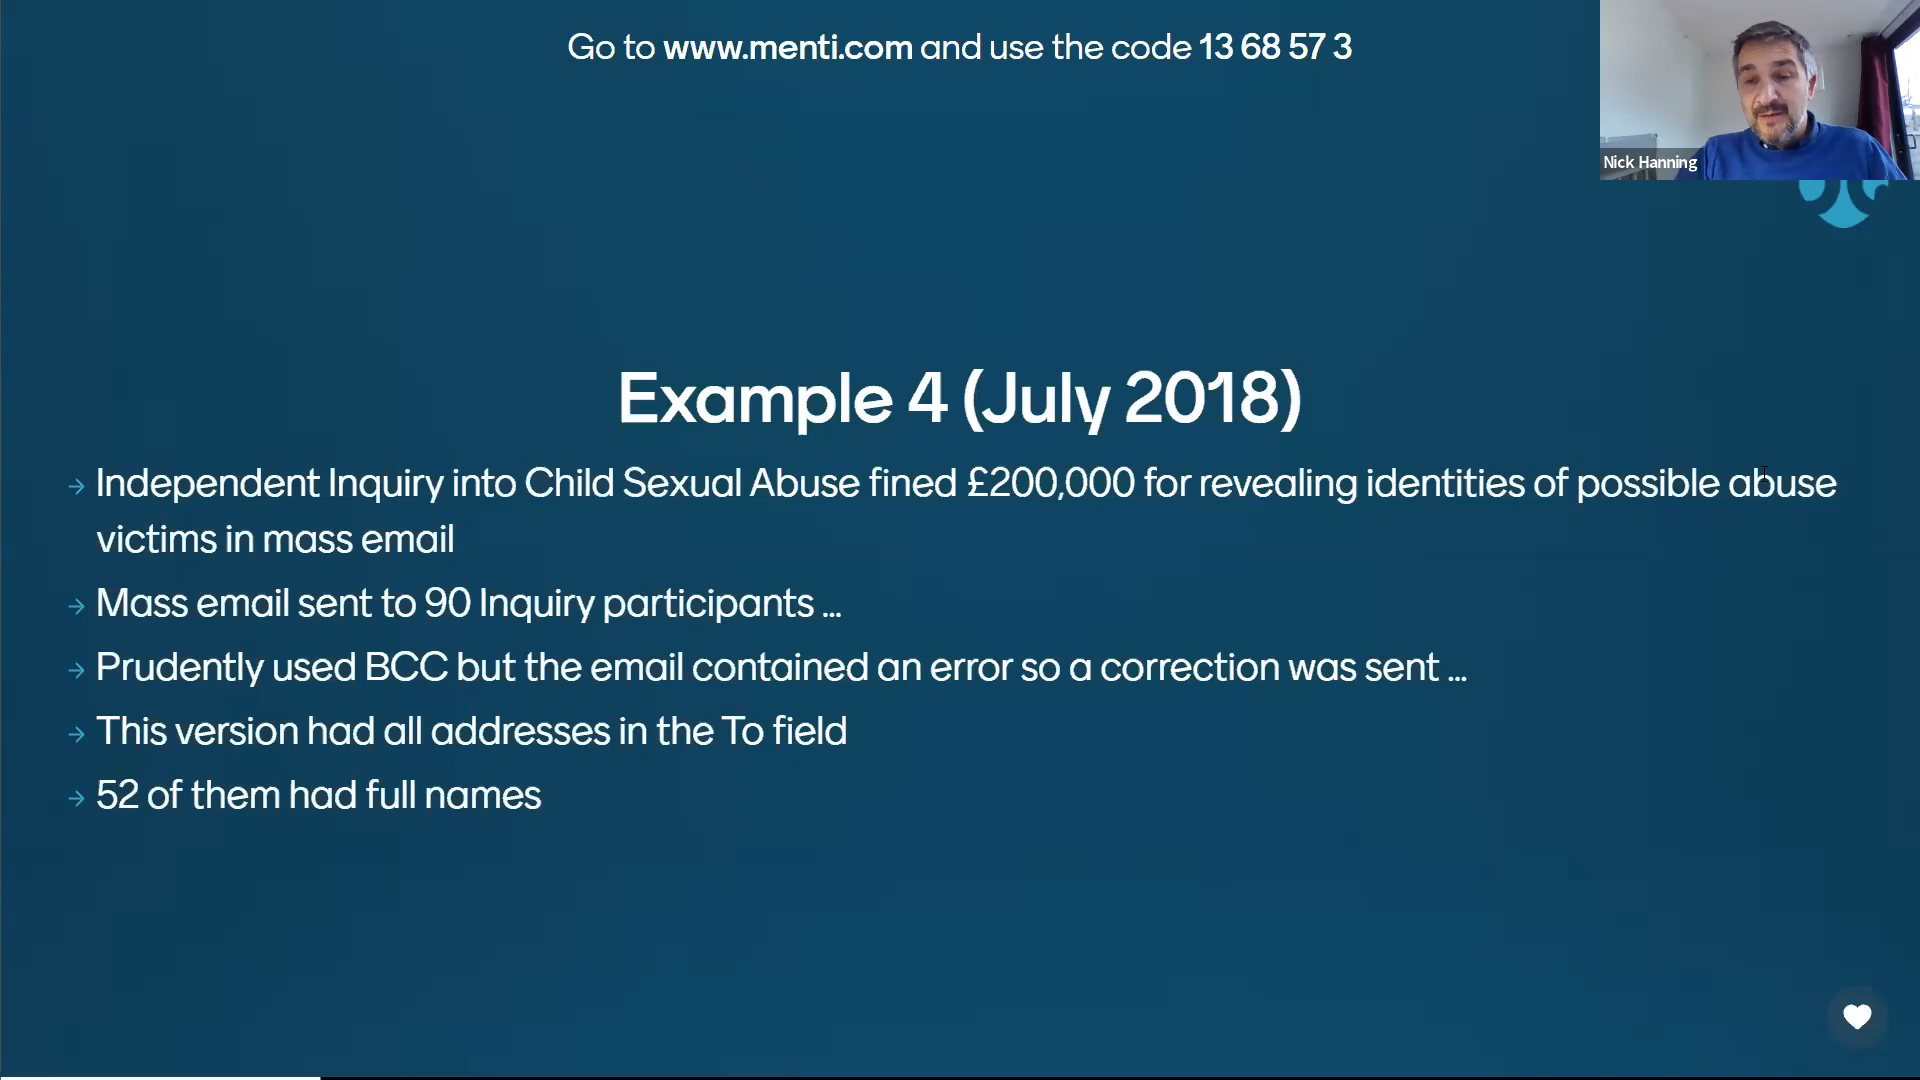 Go to www.menti.com and use the code 13 68 57 3
Nick Hanning
Example 4 (July 2018)
→ Independent Inquiry into Child Sexual Abuse fined £200,000 for revealing identities of possible abuse
victims in mass email
→ Mass email sent to 90 Inquiry participants ...
→ Prudently used BCC but the email contained an error so a correction was sent ...
→ This version had all addresses in the To field
→ 52 of them had full names